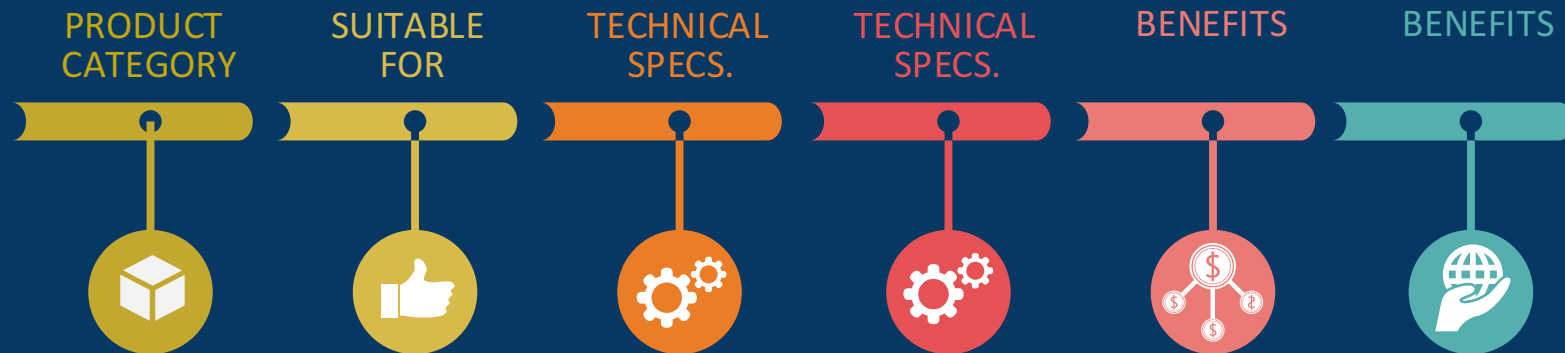 PRODUCT
CATEGORY
SUITABLE
FOR
TECHNICAL
SPECS.
TECHNICAL
SPECS.
BENEFITS
BENEFITS
$
$
$
$